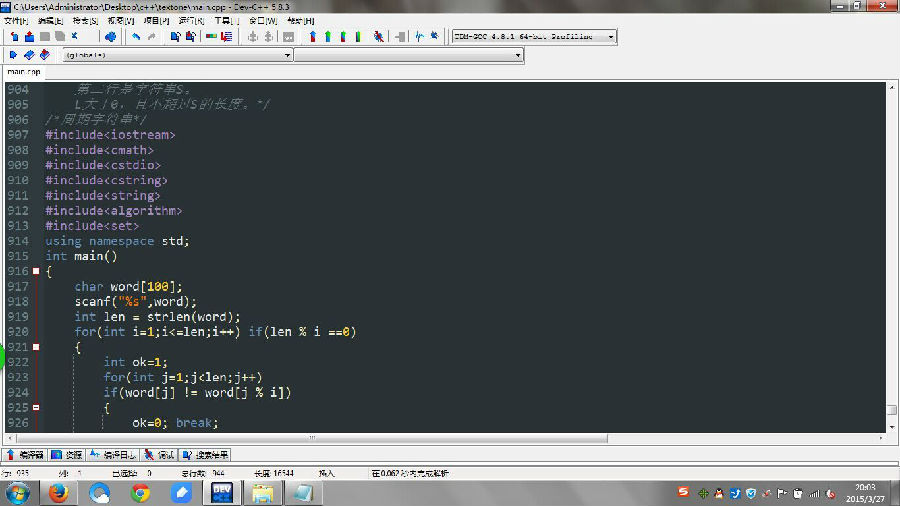 C:\Users\Administrator\Desktop\c++\textone\main.cpp - Dev-C++ 5.8.3
文件[F] 编辑[E] 搜索[S] 视图[V] 项目[P] 运行[R] 工具[T] 窗口[W] 帮助[H]
TDM-GCC 4.8.1 64-bit Profiling
(globals)
main.cpp
904 第二行是字符串S。
905 L大于0，且不超过S的长度。*/
906 /*周期字符串*/
907 #include<iostream>
908 #include<cmath>
909 #include<cstdio>
910 #include<cstring>
911 #include<string>
912 #include<algorithm>
913 #include<set>
914 using namespace std;
915 int main()
916 {
917 char word[100];
918 scanf("%s",word);
919 int len = strlen(word);
920 for(int i=1;i<=len;i++) if(len % i ==0)
921 {
922 int ok=1;
923 for(int j=1;j<len;j++)
924 if(word[j] != word[j % i])
925 {
926 ok=0; break;
编译器 资源 编译日志 调试 搜索结果
行: 935 列: 1 已选择: 0 总行数: 944 长度: 16544 插入 在 0.062 秒内完成解析
DEV
20:03
2015/3/27